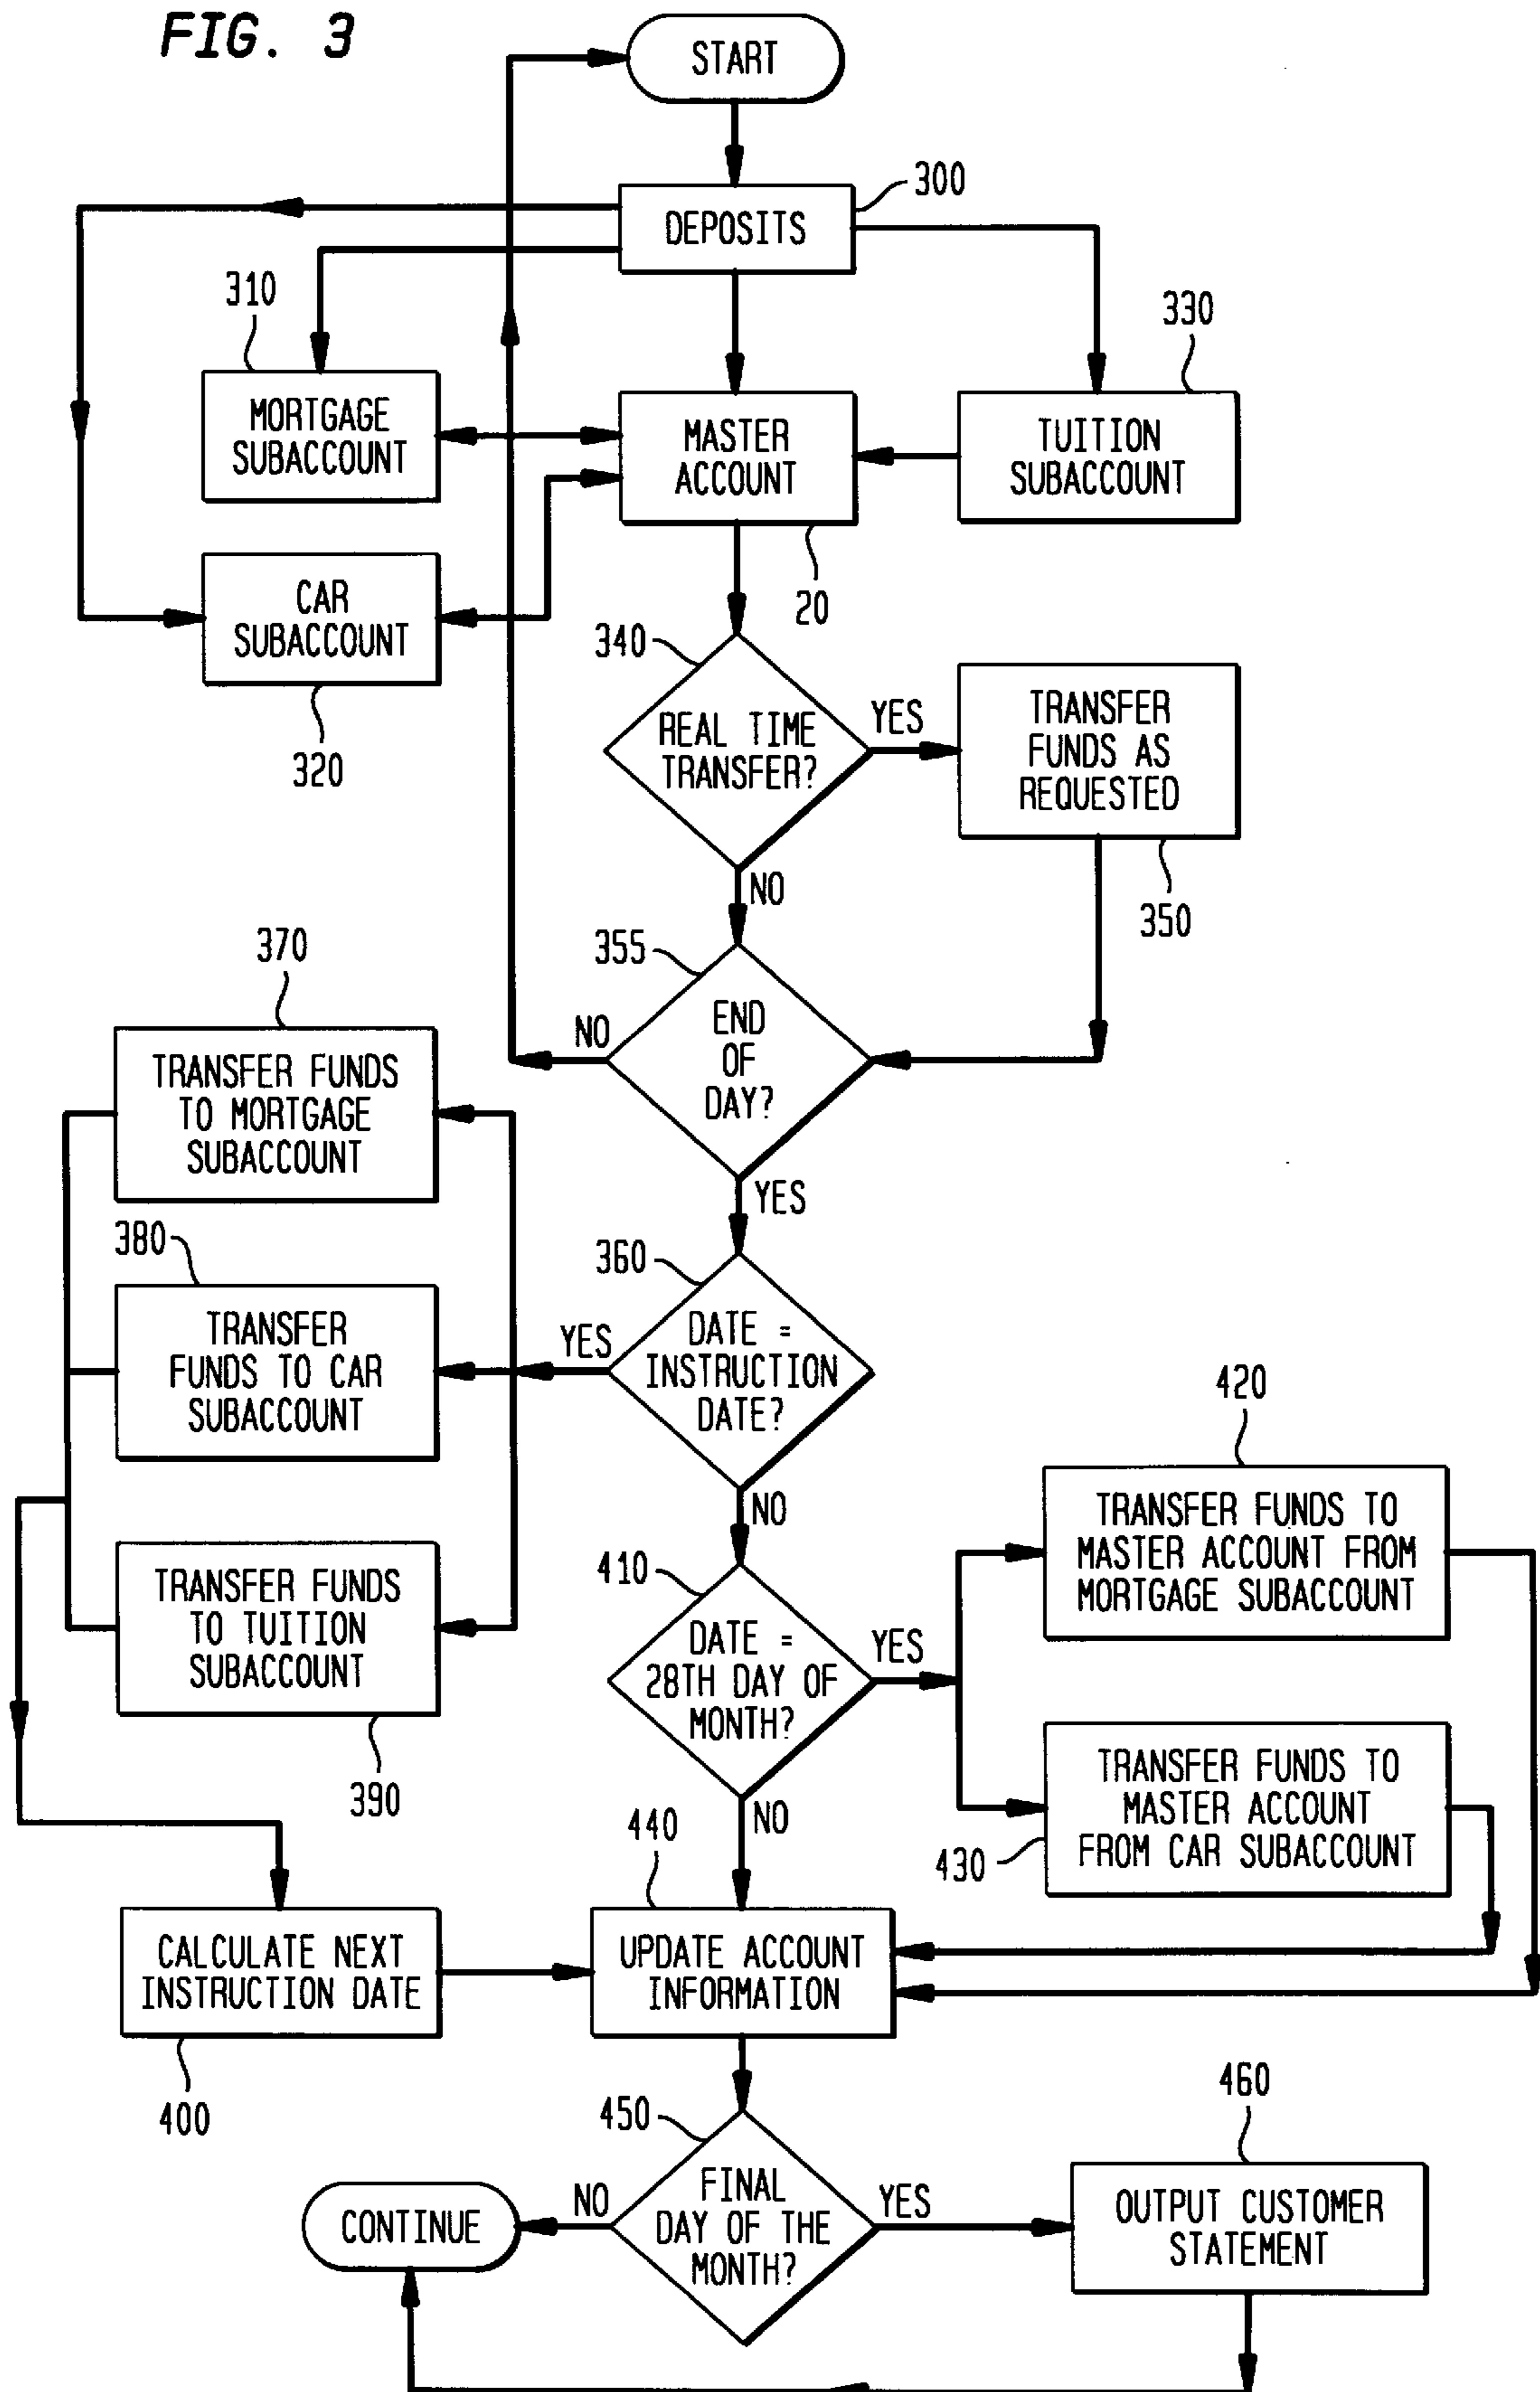 FIG. 3
START
300
DEPOSITS
310
330
MORTGAGE
SUBACCOUNT
MASTER
ACCOUNT
TUITION
SUBACCOUNT
20
CAR
SUBACCOUNT
320
340
REAL TIME
TRANSFER?
YES
TRANSFER
FUNDS AS
REQUESTED
350
NO
355
END
OF
DAY?
NO
YES
370
TRANSFER FUNDS
TO MORTGAGE
SUBACCOUNT
380
TRANSFER
FUNDS TO CAR
SUBACCOUNT
360
DATE =
INSTRUCTION
DATE?
YES
NO
TRANSFER FUNDS
TO TUITION
SUBACCOUNT
390
410
DATE =
28TH DAY OF
MONTH?
YES
NO
420
TRANSFER FUNDS TO
MASTER ACCOUNT FROM
MORTGAGE SUBACCOUNT
TRANSFER FUNDS TO
MASTER ACCOUNT
FROM CAR SUBACCOUNT
430
440
CALCULATE NEXT
INSTRUCTION DATE
400
UPDATE ACCOUNT
INFORMATION
450
FINAL
DAY OF THE
MONTH?
NO
CONTINUE
YES
460
OUTPUT CUSTOMER
STATEMENT